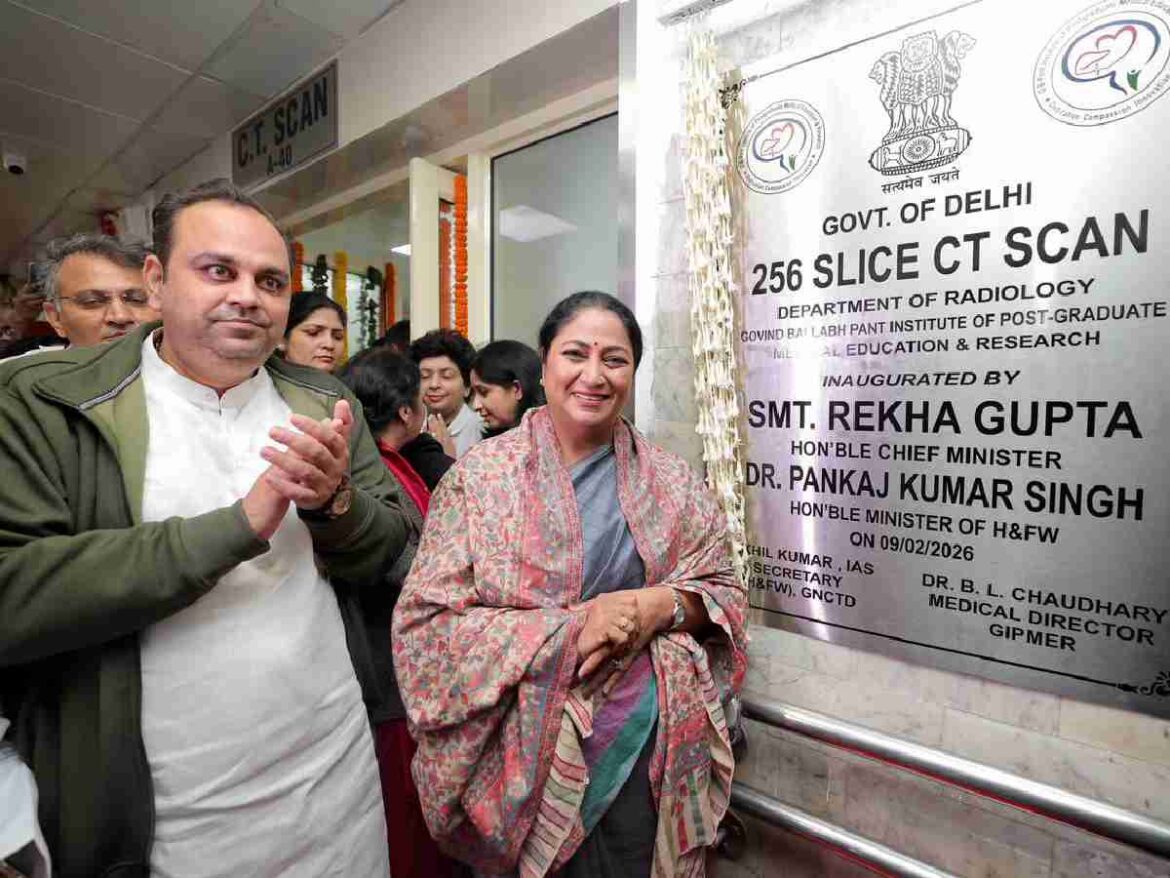 C.T. SCAN
A-40
सत्यमेव जयते
GOVT. OF DELHI
256 SLICE CT SCAN
DEPARTMENT OF RADIOLOGY
GOVIND BALLABH PANT INSTITUTE OF POST-GRADUATE
MEDICAL EDUCATION & RESEARCH
INAUGURATED BY
SMT. REKHA GUPTA
HON'BLE CHIEF MINISTER
DR. PANKAJ KUMAR SINGH
HON'BLE MINISTER OF H&FW
ON 09/02/2026
KHIL KUMAR , IAS
SECRETARY
(H&FW), GNCTD
DR. B. L. CHAUDHARY
MEDICAL DIRECTOR
GIPMER